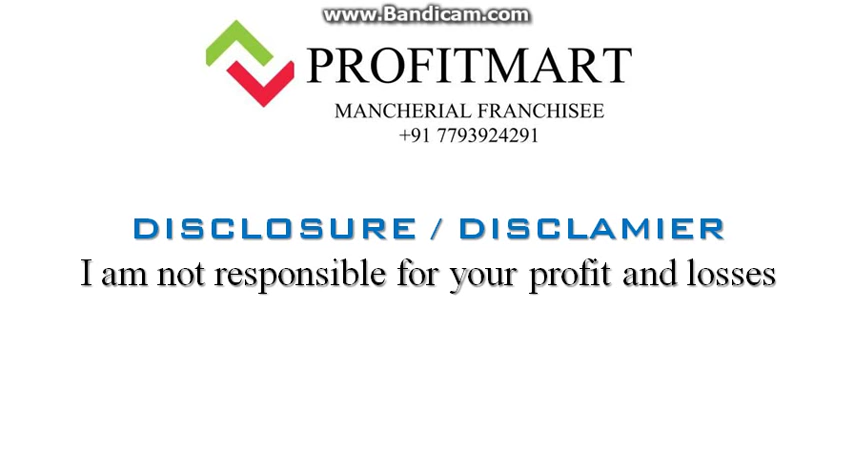 www.Bandicam.com
PROFITMART
MANCHERIAL FRANCHISEE
+91 7793924291
DISCLOSURE / DISCLAMIER
I am not responsible for your profit and losses